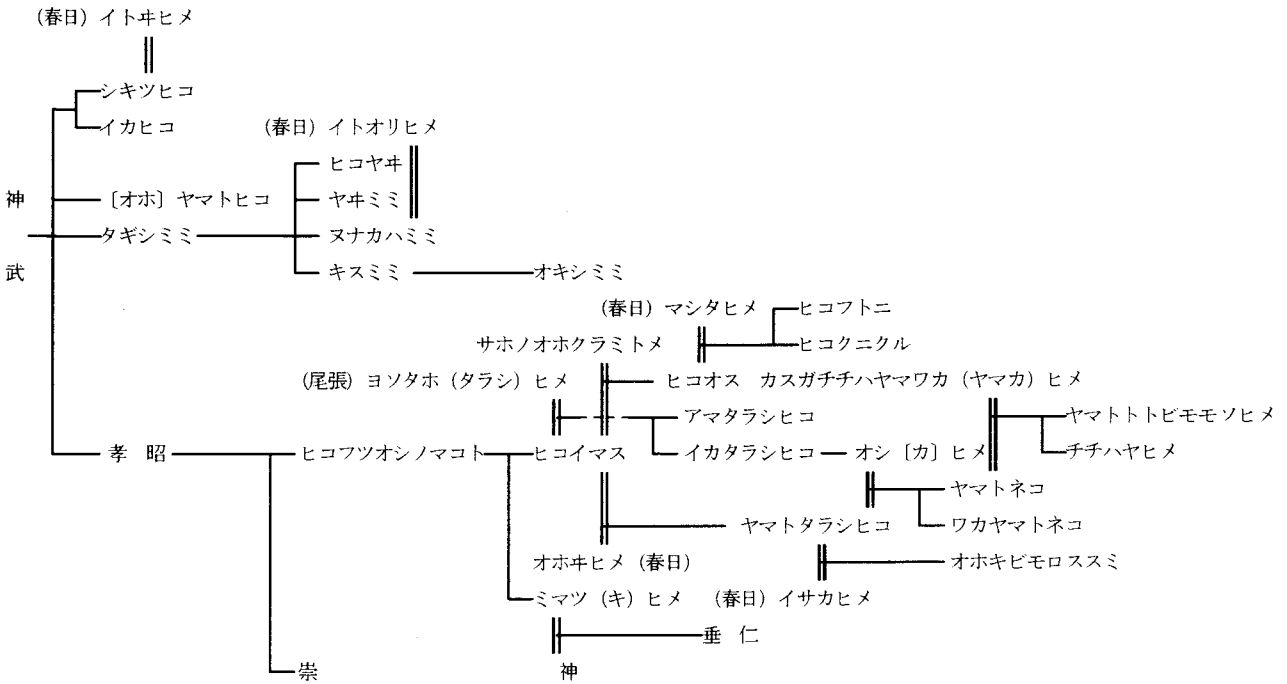 (春日) イトヰヒメ
シキツヒコ
イカヒコ
(春日) イトオリヒメ
ヒコヤヰ
神 〔オホ〕ヤマトヒコ ヤヰミミ
タギシミミ ヌナカハミミ
武 キスミミ オキシミミ
(春日) マシタヒメ ヒコフトニ
サホノオホクラミトメ ヒコクニクル
(尾張) ヨソタホ (タラシ) ヒメ ヒコオス カスガチチハヤマワカ (ヤマカ) ヒメ
アマタラシヒコ ヤマトトトビモモソヒメ
孝 昭 ヒコフツオシノマコト ヒコイマス イカタラシヒコ オシ〔カ〕ヒメ チチハヤヒメ
ヤマトネコ
ヤマトタラシヒコ ワカヤマトネコ
オホヰヒメ (春日) オホキビモロススミ
ミマツ (キ) ヒメ (春日) イサカヒメ
垂 仁
崇 神